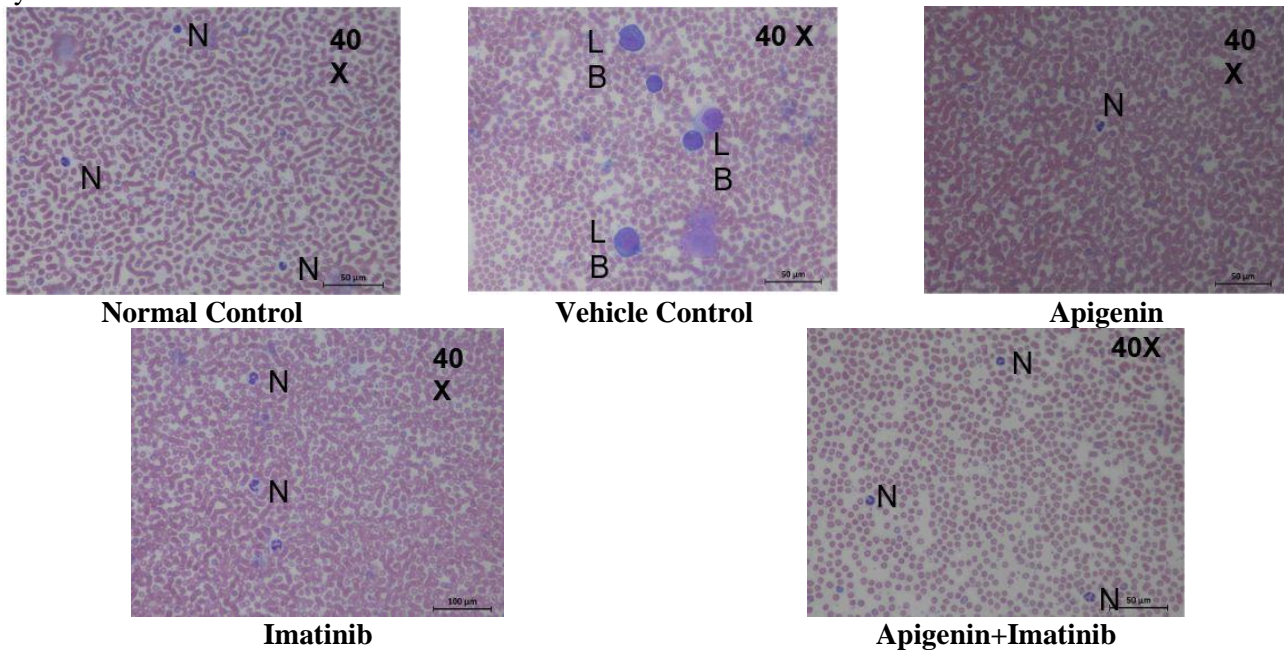 N
40
X
N
N
50 µm
Normal Control
L
B
40 X
L
B
L
B
50 µm
Vehicle Control
40
X
N
50 µm
Apigenin
40
X
N
N
100 µm
Imatinib
40X
N
N
N
50 µm
Apigenin+Imatinib